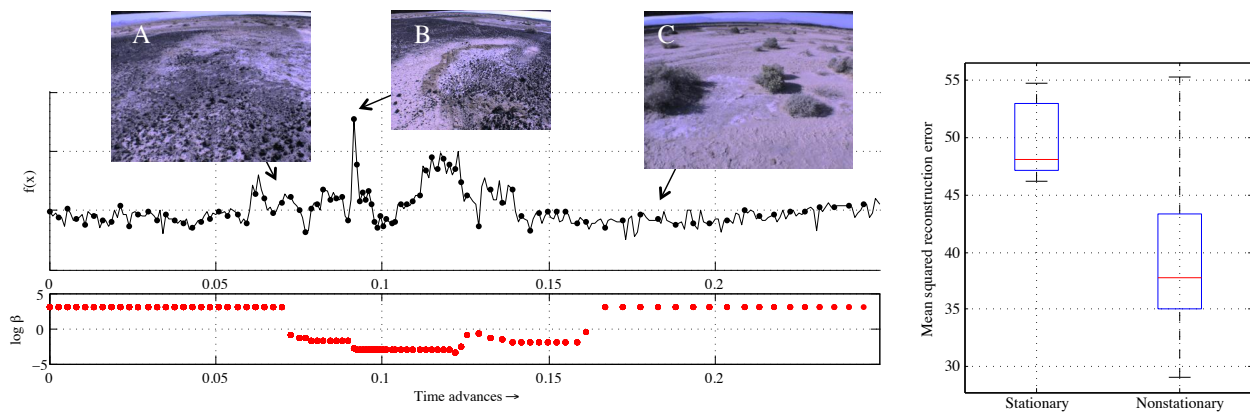 A
B
C
f(x)
0
0.05
0.1
0.15
0.2
log β
5
0
−5
0
0.05
0.1
0.15
0.2
Time advances →
Mean squared reconstruction error
55
50
45
40
35
30
Stationary
Nonstationary